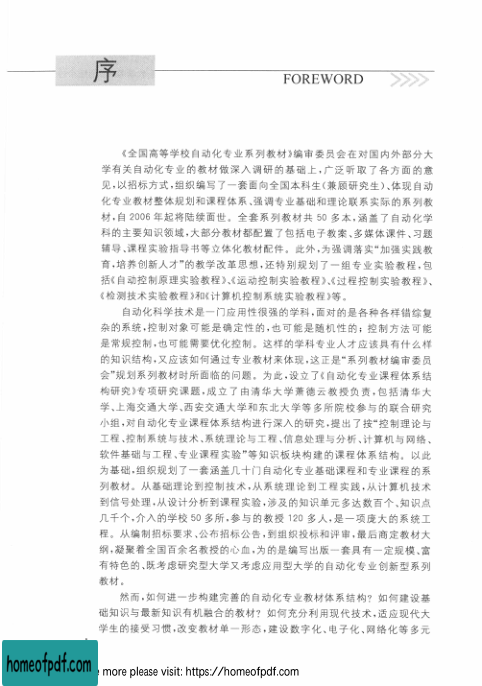 序
FOREWORD
《全国高等学校自动化专业系列教材》编审委员会在对国内外部分大
学有关自动化专业的教材做深入调研的基础上,广泛听取了各方面的意
见,以招标方式,组织编写了一套面向全国本科生(兼顾研究生)、体现自动
化专业教材整体规划和课程体系、强调专业基础和理论联系实际的系列教
材,自 2006 年起将陆续面世。全套系列教材共 50 多本,涵盖了自动化学
科的主要知识领域,大部分教材都配置了包括电子教案、多媒体课件、习题
辅导、课程实验指导书等立体化教材配件。此外,为强调落实“加强实践教
育,培养创新人才”的教学改革思想,还特别规划了一组专业实验教程,包
括《自动控制原理实验教程》、《运动控制实验教程》、《过程控制实验教程》、
《检测技术实验教程》和《计算机控制系统实验教程》等。
自动化科学技术是一门应用性很强的学科,面对的是各种各样错综复
杂的系统,控制对象可能是确定性的,也可能是随机性的;控制方法可能
是常规控制,也可能需要优化控制。这样的学科专业人才应该具有什么样
的知识结构,又应该如何通过专业教材来体现,这正是“系列教材编审委员
会”规划系列教材时所面临的问题。为此,设立了《自动化专业课程体系结
构研究》专项研究课题,成立了由清华大学萧德云教授负责,包括清华大
学、上海交通大学、西安交通大学和东北大学等多所院校参与的联合研究
小组,对自动化专业课程体系结构进行深入的研究,提出了按“控制理论与
工程、控制系统与技术、系统理论与工程、信息处理与分析、计算机与网络、
软件基础与工程、专业课程实验”等知识板块构建的课程体系结构。以此
为基础,组织规划了一套涵盖几十门自动化专业基础课程和专业课程的系
列教材。从基础理论到控制技术,从系统理论到工程实践,从计算机技术
到信号处理,从设计分析到课程实验,涉及的知识单元多达数百个、知识点
几千个,介入的学校 50 多所,参与的教授 120 多人,是一项庞大的系统工
程。从编制招标要求、公布招标公告,到组织投标和评审,最后商定教材大
纲,凝聚着全国百余名教授的心血,为的是编写出版一套具有一定规模、富
有特色的、既考虑研究型大学又考虑应用型大学的自动化专业创新型系列
教材。
然而,如何进一步构建完善的自动化专业教材体系结构?如何建设基
础知识与最新知识有机融合的教材?如何充分利用现代技术,适应现代大
学生的接受习惯,改变教材单一形态,建设数字化、电子化、网络化等多元
homeofpdf.com
more please visit: https://homeofpdf.com